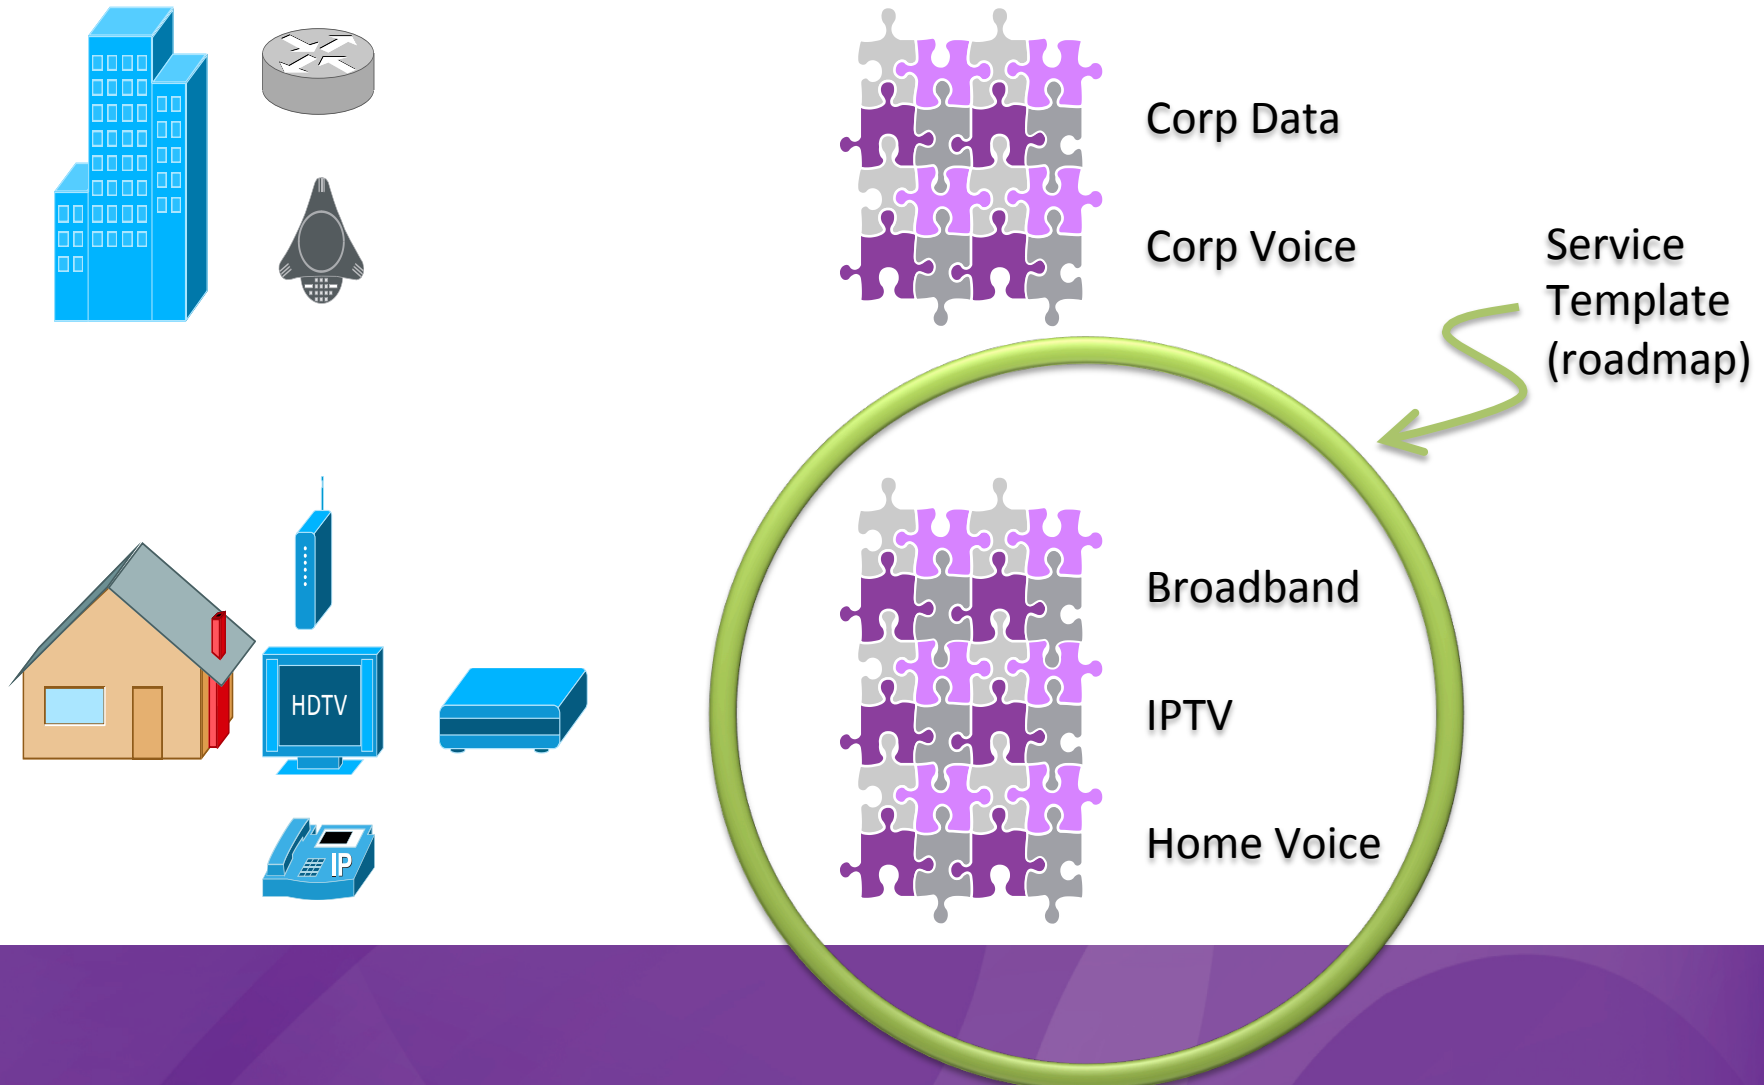 Corp Data
Corp Voice
Service
Template
(roadmap)
Broadband
HDTV
IPTV
IP
Home Voice